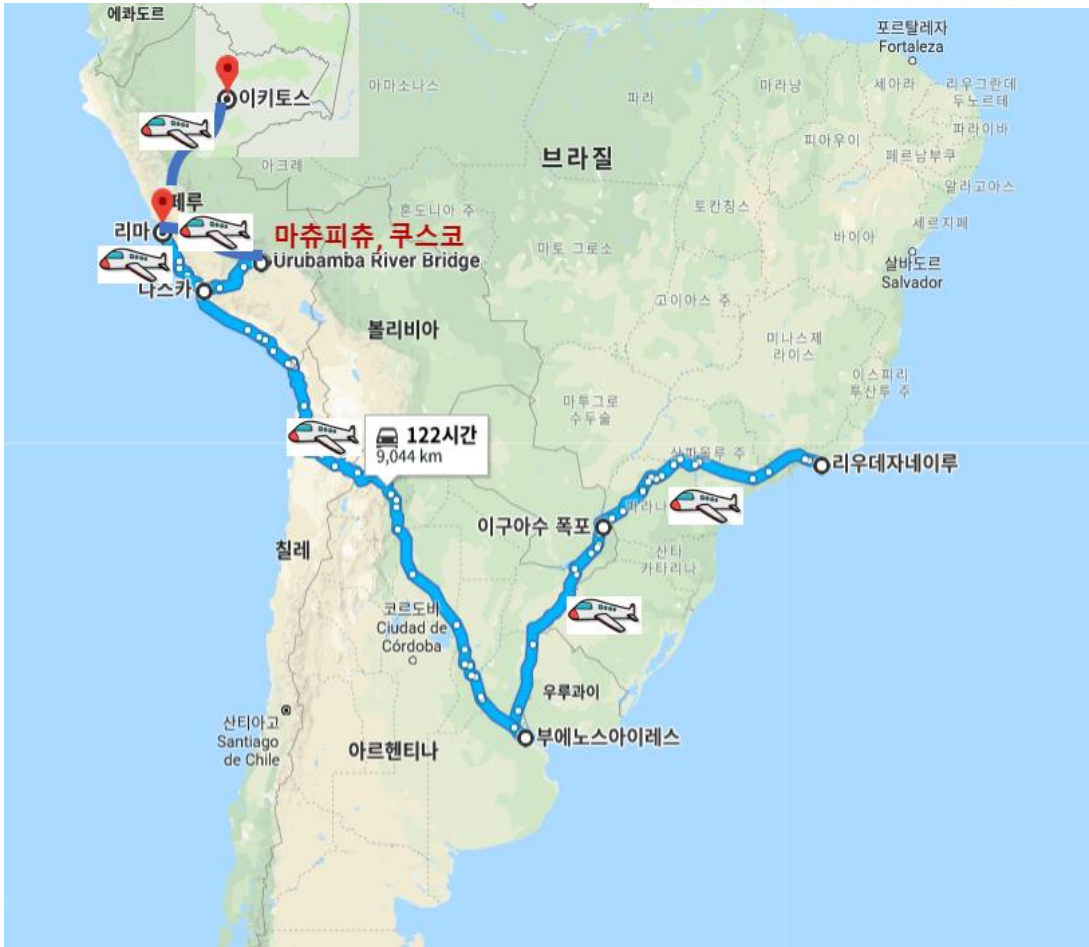 에콰도르
포르탈레자
Fortaleza
이키토스
아마소나스
파라
마라냥
세아라
리우그란데
두노르테
피아우이
파라이바
브라질
페르남부쿠
아크레
알라고아스
페루
토칸칭스
혼도니아 주
세르지페
리마
마츄피츄, 쿠스코
바이아
마토 그로소
Urubamba River Bridge
살바도르
Salvador
나스카
고이아스 주
볼리비아
미나스제
라이스
이스피리
투산투 주
마투그로
수두술
122시간
9,044 km
상파울루 주
리우데자네이루
파라나
이구아수 폭포
칠레
산타
카타리나
코르도바
Ciudad de
Córdoba
우루과이
산티아고
Santiago
de Chile
부에노스아이레스
아르헨티나